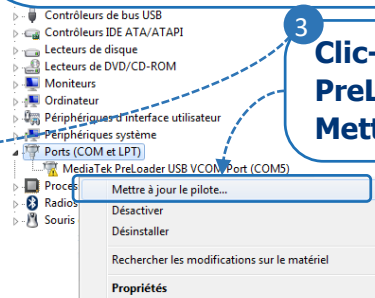 Contrôleurs de bus USB
Contrôleurs IDE ATA/ATAPI
Lecteurs de disque
Lecteurs de DVD/CD-ROM
Moniteurs
Ordinateur
Périphériques d'interface utilisateur
Périphériques système
Ports (COM et LPT)
MediaTek PreLoader USB VCOM Port (COM5)
Proces
Radios
Souris
3
Clic-
PreL
Mett
Mettre à jour le pilote...
Désactiver
Désinstaller
Rechercher les modifications sur le matériel
Propriétés